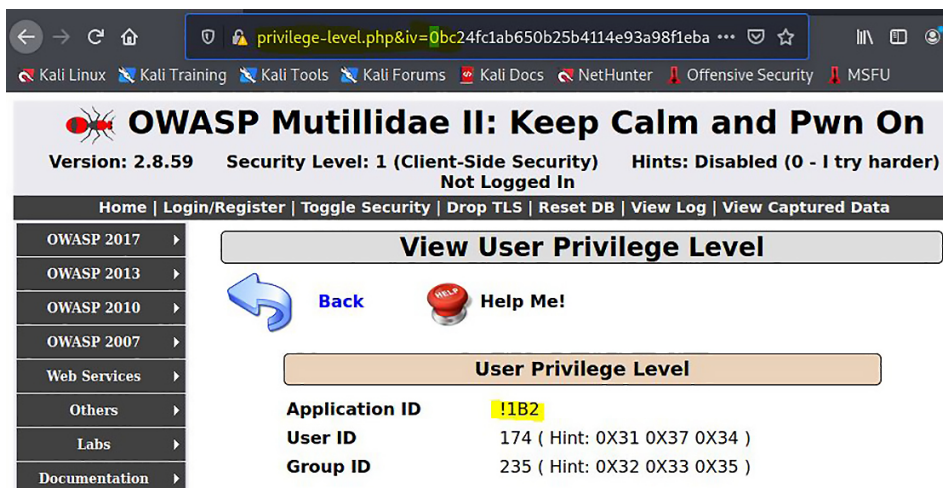 privilege-level.php&iv=0bc24fc1ab650b25b4114e93a98f1eba •••
Kali Linux Kali Training Kali Tools Kali Forums Kali Docs NetHunter Offensive Security MSFU
OWASP Mutillidae II: Keep Calm and Pwn On
Version: 2.8.59 Security Level: 1 (Client-Side Security) Hints: Disabled (0 - I try harder)
Not Logged In
Home | Login/Register | Toggle Security | Drop TLS | Reset DB | View Log | View Captured Data
OWASP 2017
OWASP 2013
OWASP 2010
OWASP 2007
Web Services
Others
Labs
Documentation
View User Privilege Level
Back
HELP
Help Me!
User Privilege Level
Application ID !1B2
User ID 174 ( Hint: 0X31 0X37 0X34 )
Group ID 235 ( Hint: 0X32 0X33 0X35 )